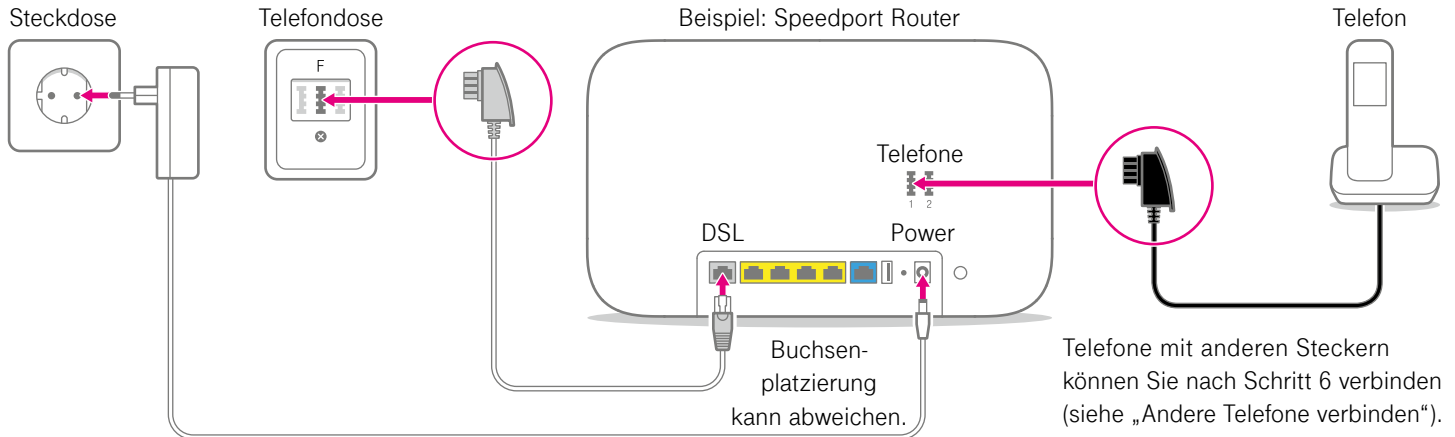 Steckdose
Telefondose
Beispiel: Speedport Router
Telefon
F
Telefone
1 2
DSL
Power
Buchsen-
platzierung
kann abweichen.
Telefone mit anderen Steckern
können Sie nach Schritt 6 verbinden
(siehe „Andere Telefone verbinden“).